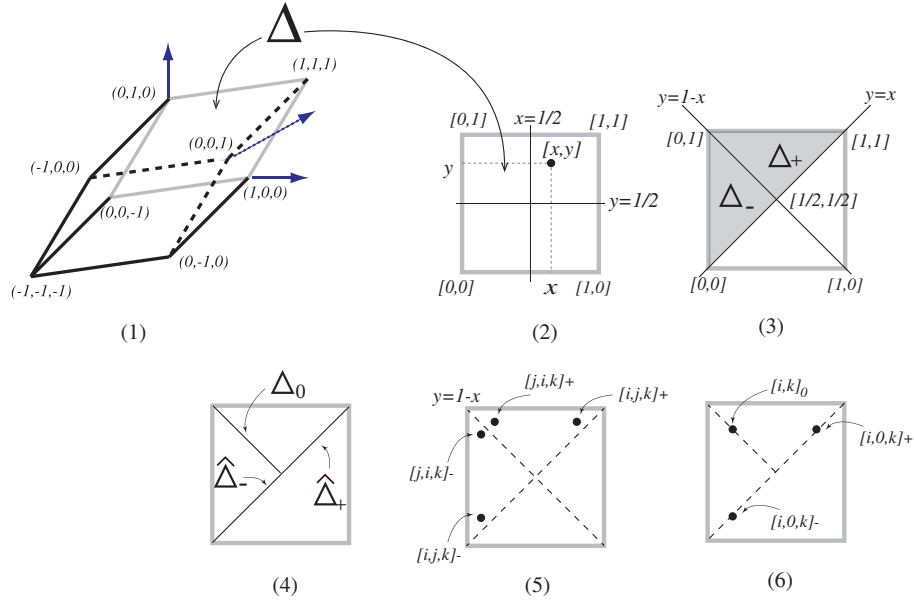 Δ
(1,1,1)
(0,1,0)
(0,0,1)
(-1,0,0)
(1,0,0)
(0,0,-1)
(0,-1,0)
(-1,-1,-1)
(1)
[0,1]
x=1/2
[1,1]
[x,y]
y
y=1/2
[0,0]
x
[1,0]
(2)
y=1-x
y=x
[0,1]
[1,1]
Δ+
Δ-
[1/2,1/2]
[0,0]
[1,0]
(3)
Δ0
Δ̂-
Δ̂+
(4)
[j,i,k]+
y=1-x
[i,j,k]+
[j,i,k]-
[i,j,k]-
(5)
[i,k]0
[i,0,k]+
[i,0,k]-
(6)